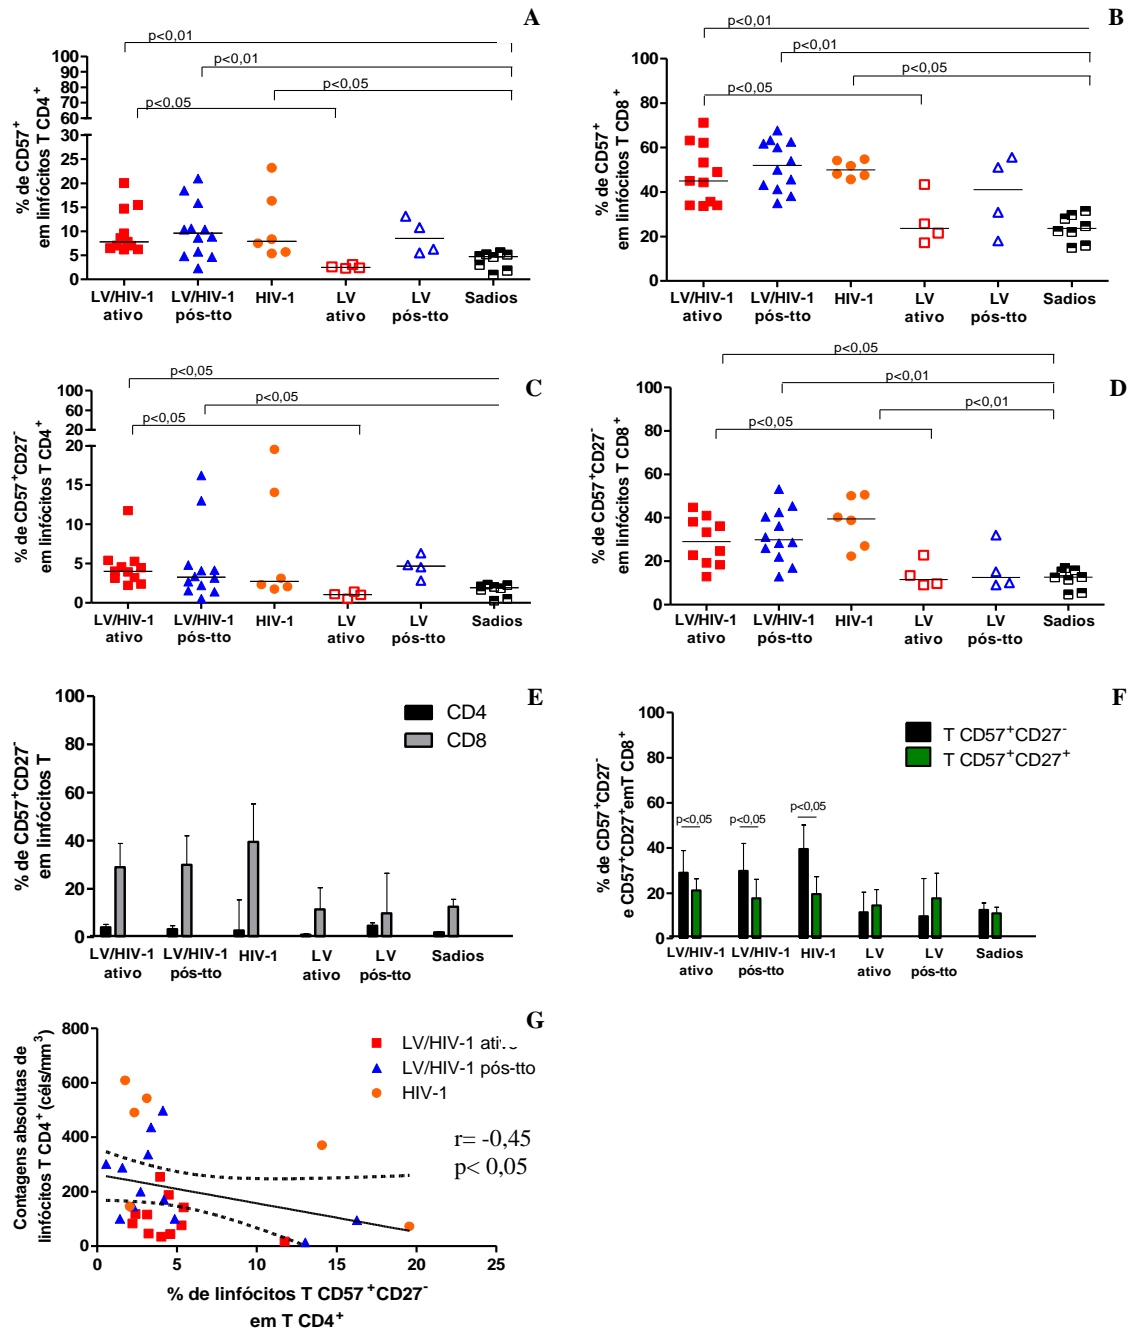 A
p<0,01
p<0,01
p<0,05
p<0,05
% de CD57+
em linfócitos T CD4+
100
90
80
70
60
30
25
20
15
10
5
0
LV/HIV-1 ativo
LV/HIV-1 pós-tto
HIV-1
LV ativo
LV pós-tto
Sadios
B
p<0,01
p<0,01
p<0,05
p<0,05
% de CD57+
em linfócitos T CD8+
100
80
60
40
20
0
LV/HIV-1 ativo
LV/HIV-1 pós-tto
HIV-1
LV ativo
LV pós-tto
Sadios
C
p<0,05
p<0,05
p<0,05
% de CD57+CD27-
em linfócitos T CD4+
100
80
60
40
20
20
15
10
5
0
LV/HIV-1 ativo
LV/HIV-1 pós-tto
HIV-1
LV ativo
LV pós-tto
Sadios
D
p<0,05
p<0,01
p<0,01
p<0,05
% de CD57+CD27-
em linfócitos T CD8+
100
80
60
40
20
0
LV/HIV-1 ativo
LV/HIV-1 pós-tto
HIV-1
LV ativo
LV pós-tto
Sadios
E
CD4
CD8
% de CD57+CD27-
em linfócitos T
100
80
60
40
20
0
LV/HIV-1 ativo
LV/HIV-1 pós-tto
HIV-1
LV ativo
LV pós-tto
Sadios
F
T CD57+CD27-
T CD57+CD27+
% de CD57+CD27-
e CD57+CD27+emT CD8+
100
80
60
40
20
0
p<0,05
p<0,05
p<0,05
LV/HIV-1 ativo
LV/HIV-1 pós-tto
HIV-1
LV ativo
LV pós-tto
Sadios
G
LV/HIV-1
LV/HIV-1 pós-tto
HIV-1
r= -0,45
p< 0,05
Contagens absolutas de
linfócitos T CD4+ (céls/mm3)
800
600
400
200
0
0 5 10 15 20 25
% de linfócitos T CD57+CD27-
em T CD4+